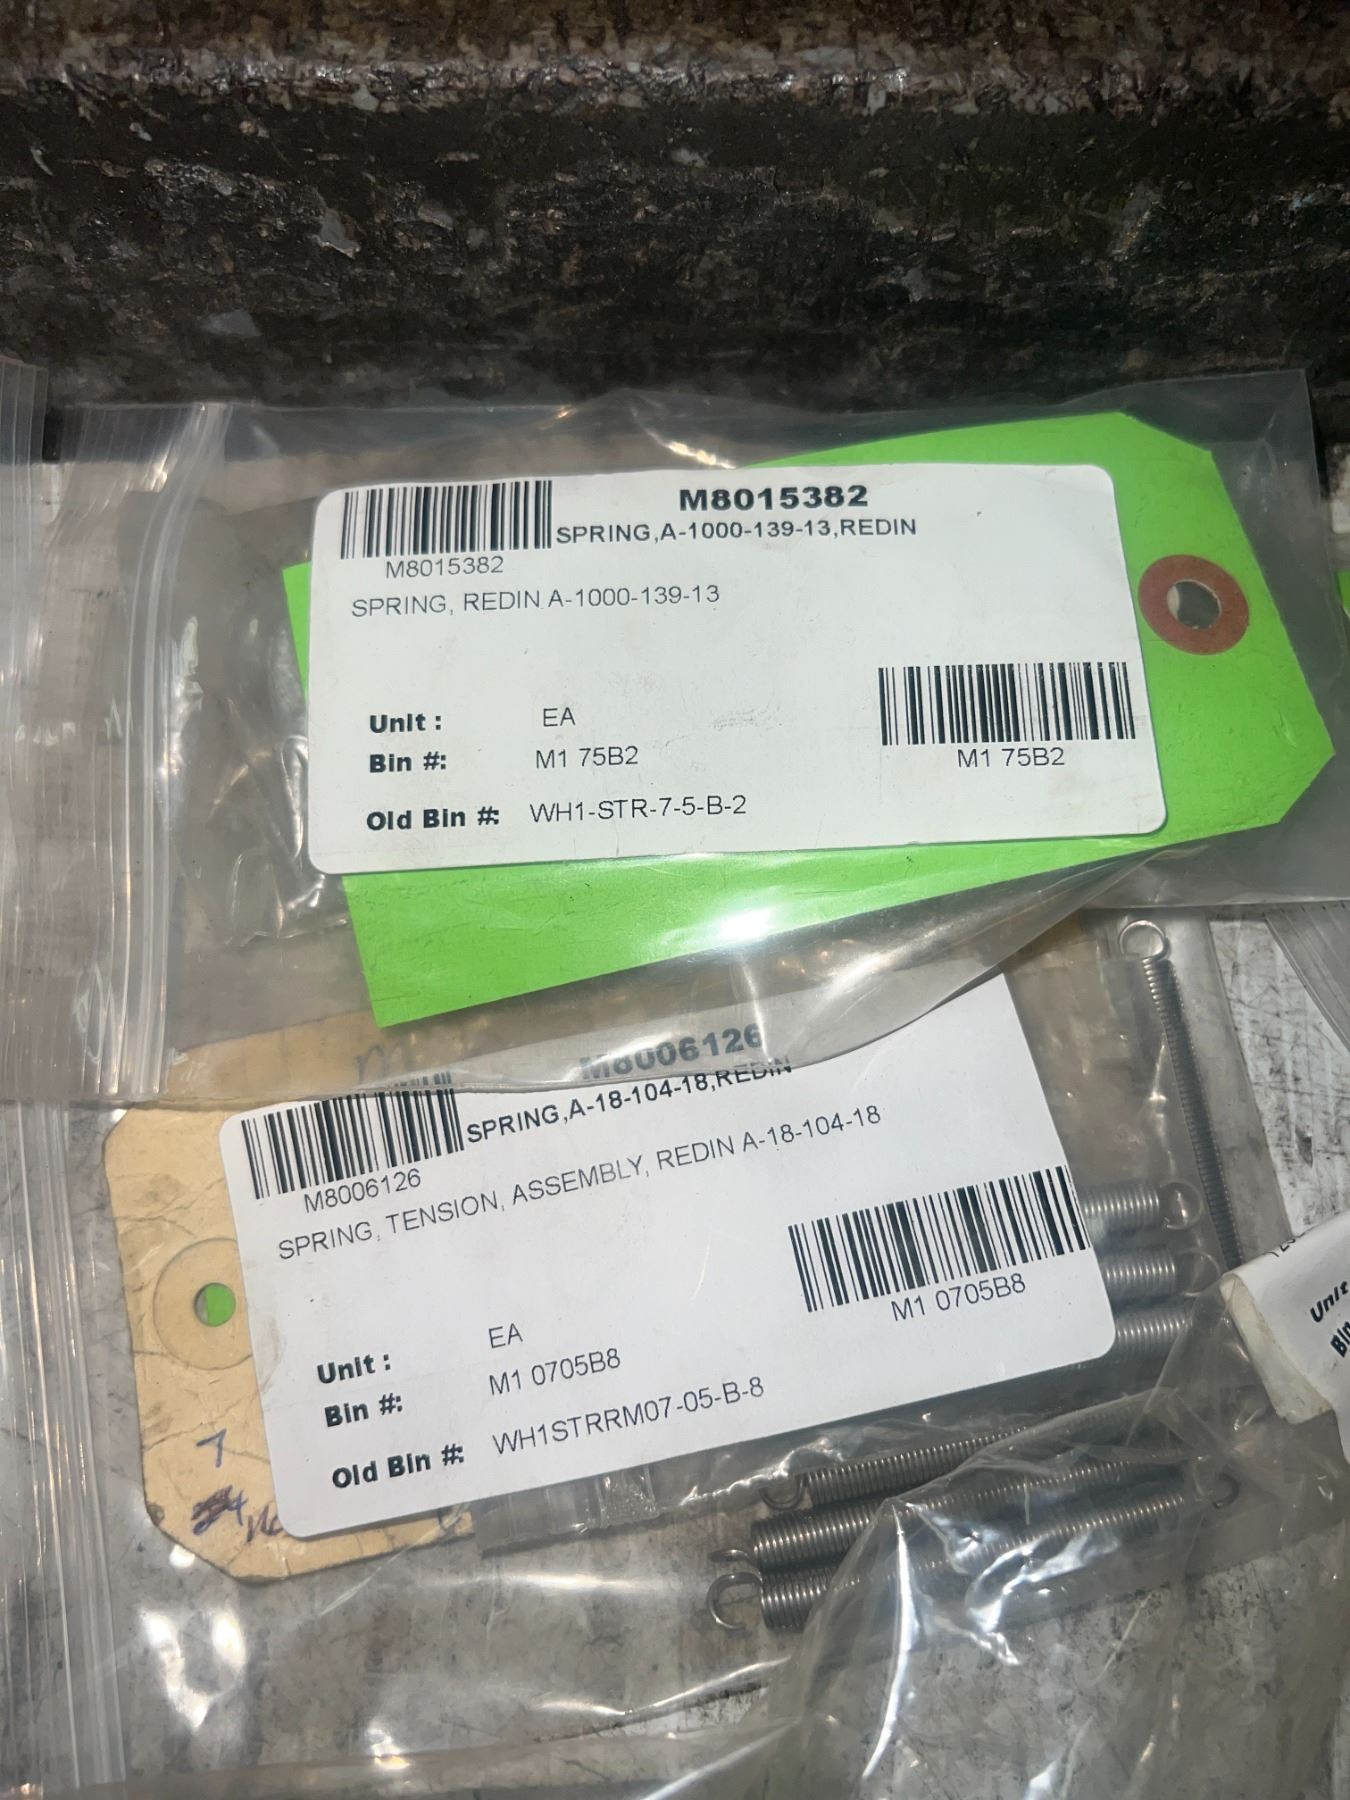 M8015382
SPRING,A-1000-139-13,REDIN
M8015382
SPRING, REDIN A-1000-139-13
Unit : EA
Bin #: M1 75B2
M1 75B2
Old Bin #: WH1-STR-7-5-B-2
M8006126
SPRING,A-18-104-18,REDIN
M8006126
SPRING, TENSION, ASSEMBLY, REDIN A-18-104-18
M1 0705B8
Unit : EA
Bin #: M1 0705B8
Old Bin #: WH1STRRM07-05-B-8
7
Unit
Bin